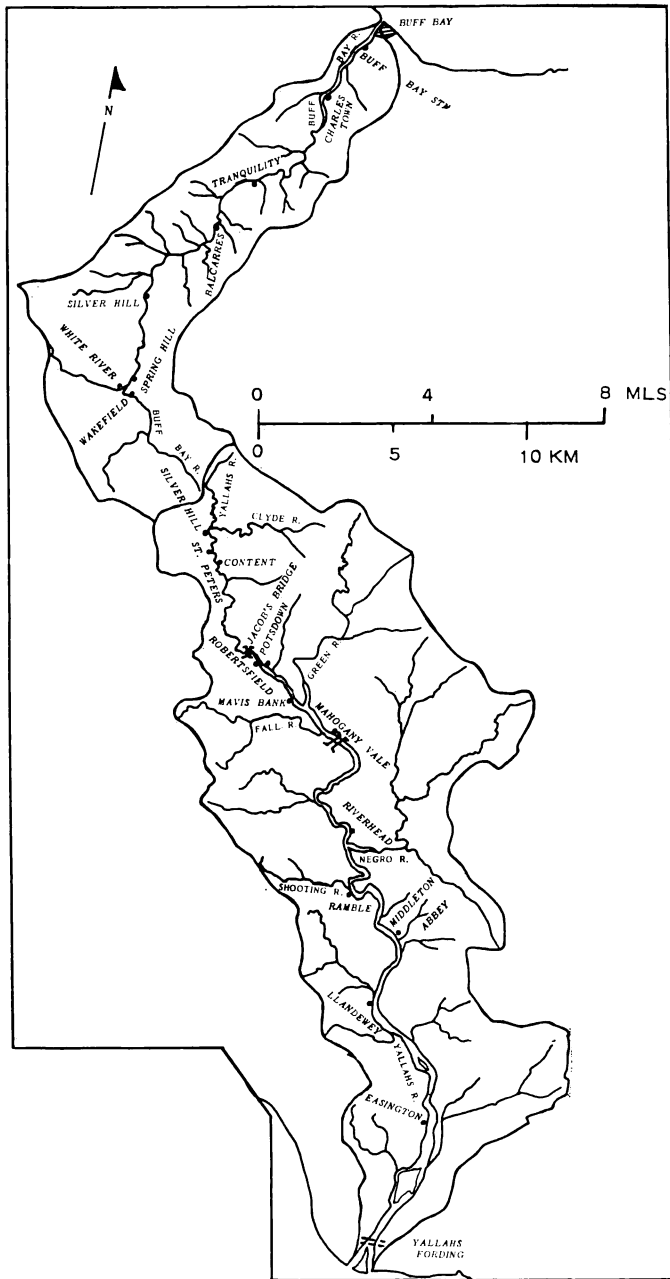 BUFF BAY
BAY R.
BUFF
BAY STN
N
BUFF
CHARLES
TOWN
TRANQUILITY
BALCARRES
SILVER HILL
WHITE RIVER
SPRING HILL
WAKEFIELD
BUFF
BAY R.
0 4 8 MLS
0 5 10 KM
SILVER HILL
YALLAHS R.
CLYDE R.
ST. PETERS
CONTENT
JACOR'S BRIDGE
POTSDOWN
ROBERTSFIELD
GREEN R.
MAVIS BANK
FALL R
MAHOGANY VALE
RIVERHEAD
NEGRO R.
SHOOTING R.
RAMBLE
MIDDLETON
ABBEY
LLANDEWEY
YALLAHS R.
EASINGTON
YALLAHS
FORDING